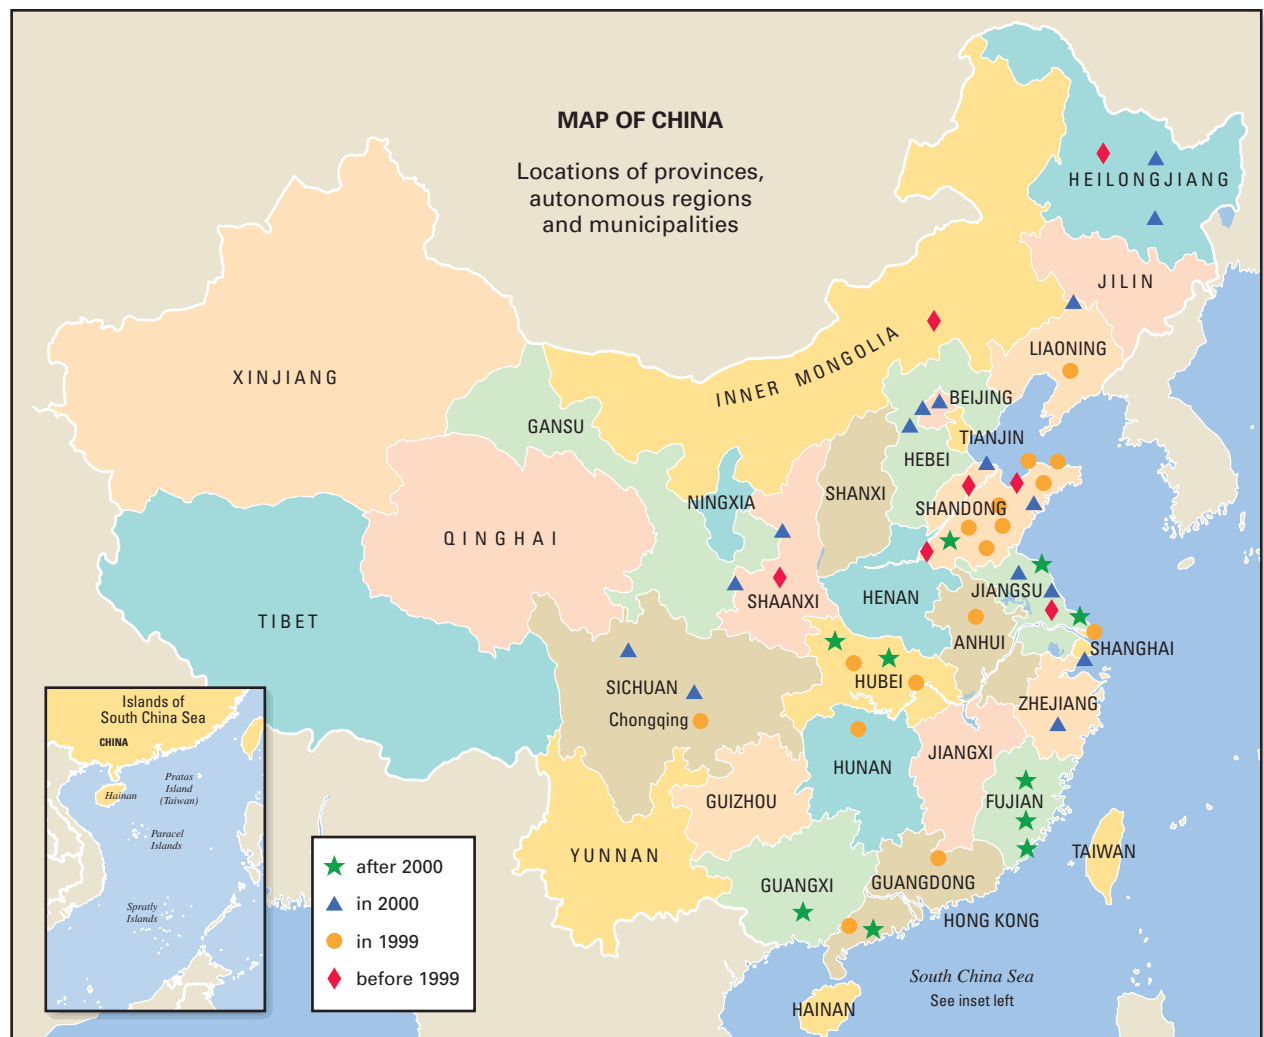 MAP OF CHINA
Locations of provinces,
autonomous regions
and municipalities
HEILONGJIANG
JILIN
LIAONING
INNER MONGOLIA
XINJIANG
BEIJING
GANSU
TIANJIN
HEBEI
NINGXIA
SHANXI
SHANDONG
QINGHAI
SHAANXI
HENAN
JIANGSU
TIBET
ANHUI
SHANGHAI
SICHUAN
HUBEI
Chongqing
ZHEJIANG
JIANGXI
HUNAN
GUIZHOU
FUJIAN
YUNNAN
TAIWAN
GUANGXI
GUANGDONG
HONG KONG
South China Sea
See inset left
HAINAN
Islands of
South China Sea
CHINA
Pratas
Island
(Taiwan)
Hainan
Paracel
Islands
Spratly
Islands
after 2000
in 2000
in 1999
before 1999